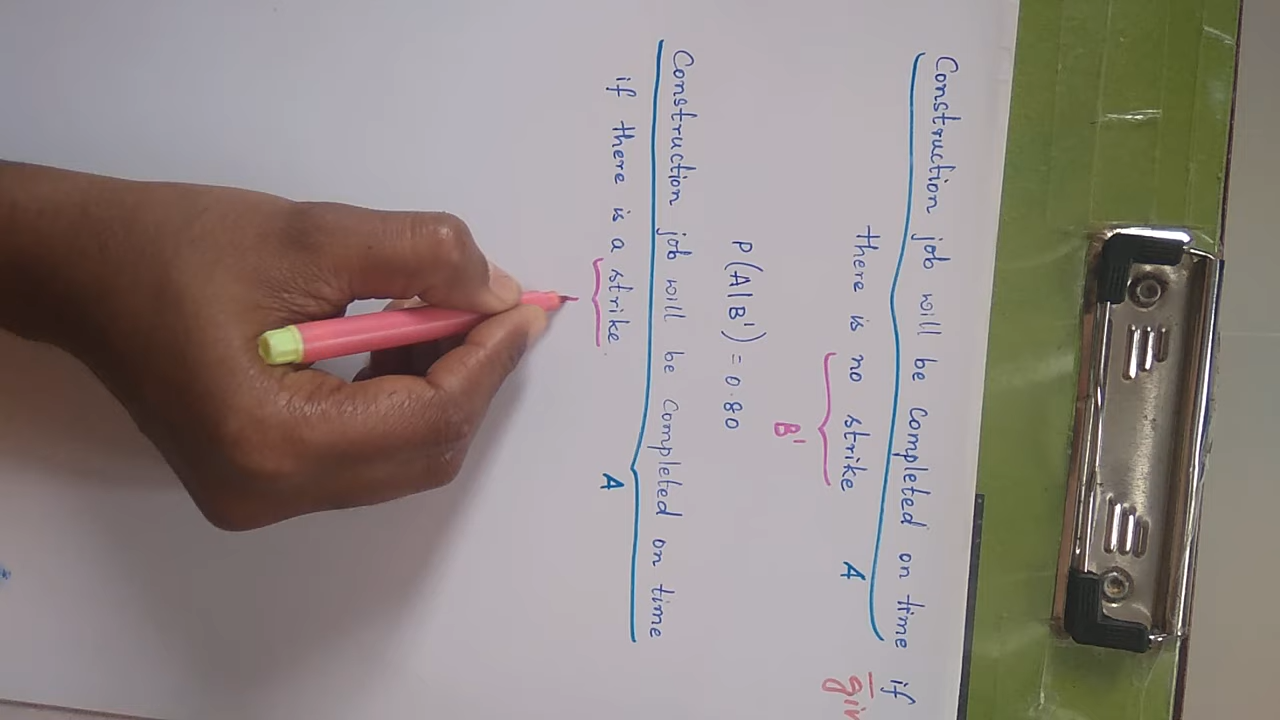 Construction job will be completed on time if
there is no strike A
B'
P(A|B') = 0.80
Construction job will be completed on time
if there is a strike. A